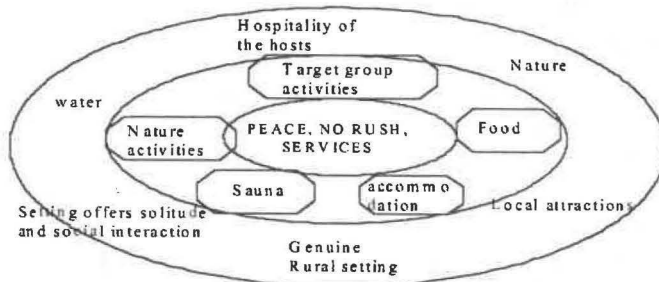 Hospitality of
the hosts
Target group
activities
Nature
water
Nature
activities
PEACE, NO RUSH,
SERVICES
Food
Sauna
accommo
dation
Setting offers solitude
and social interaction
Local attractions
Genuine
Rural setting